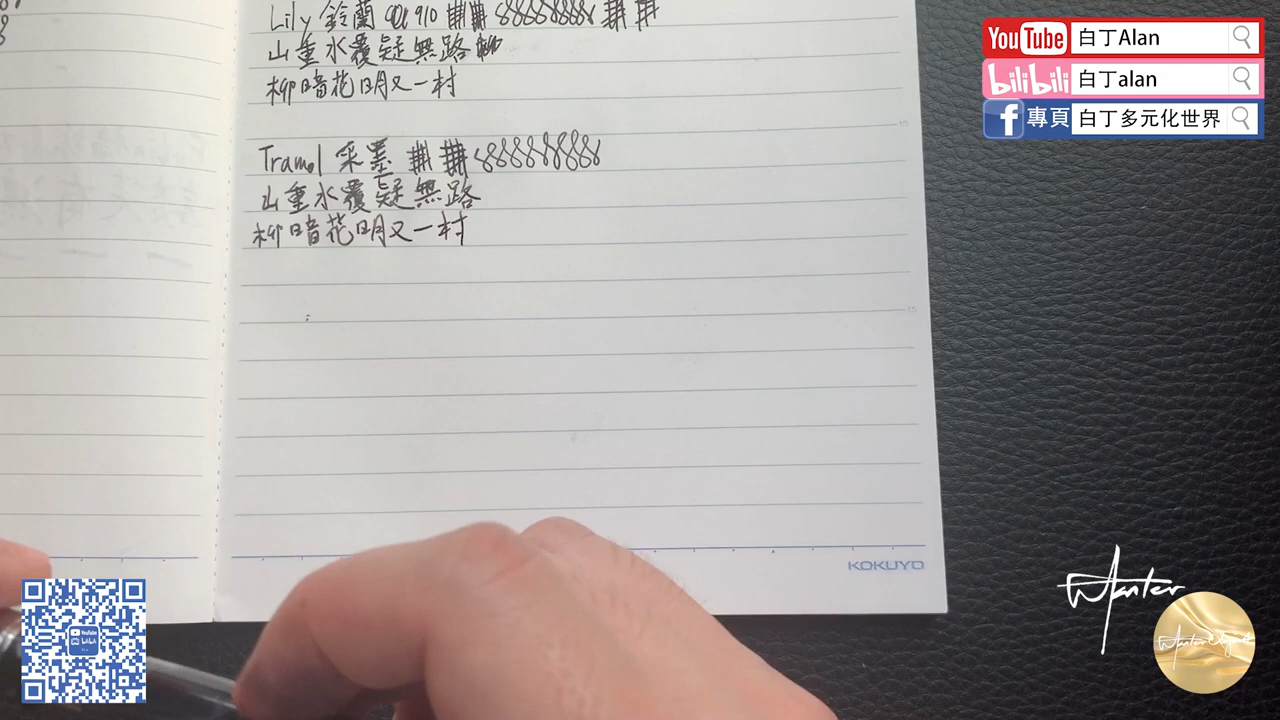 Lily 鈴蘭 910
山重水覆疑無路
柳暗花明又一村
Tramol 采墨
山重水覆疑無路
柳暗花明又一村
10
15
KOKUYO
YouTube 白丁Alan
bilibili 白丁alan
f 專頁 白丁多元化世界